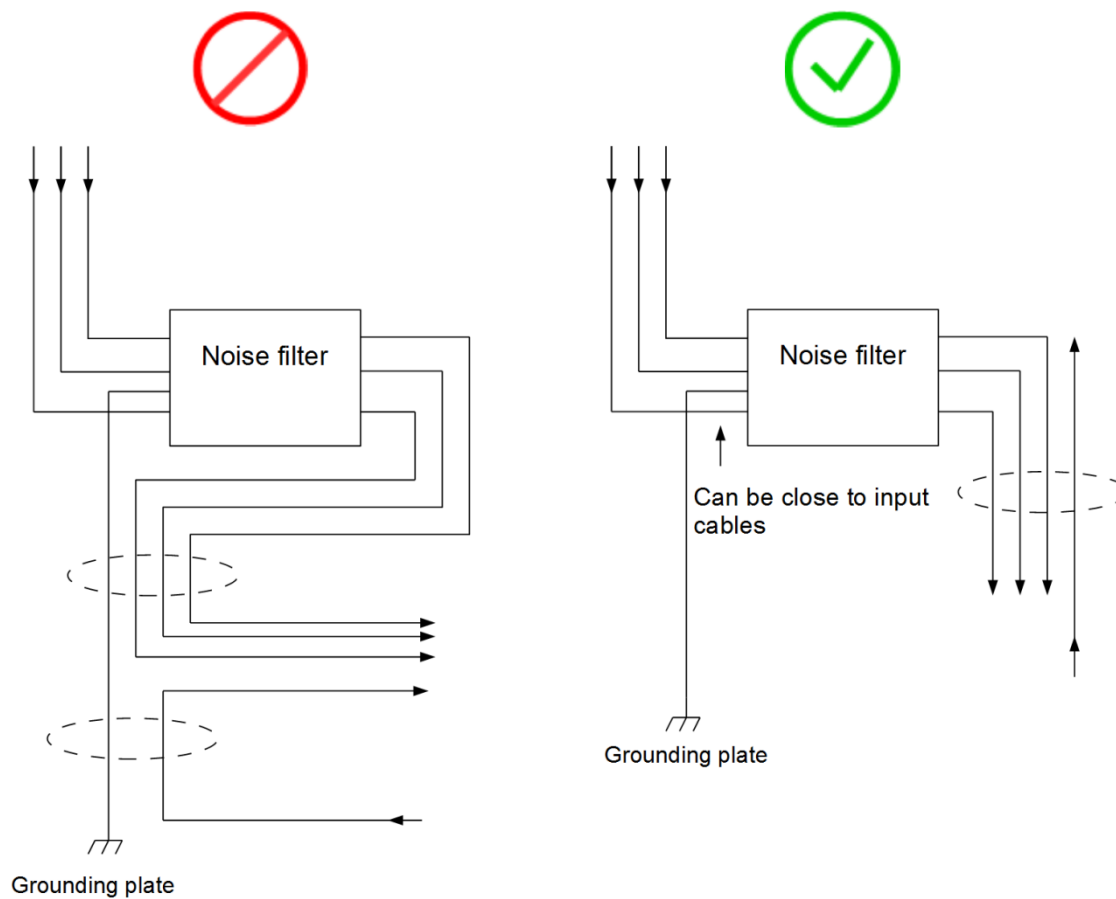 Noise filter
Grounding plate
Noise filter
Can be close to input
cables
Grounding plate